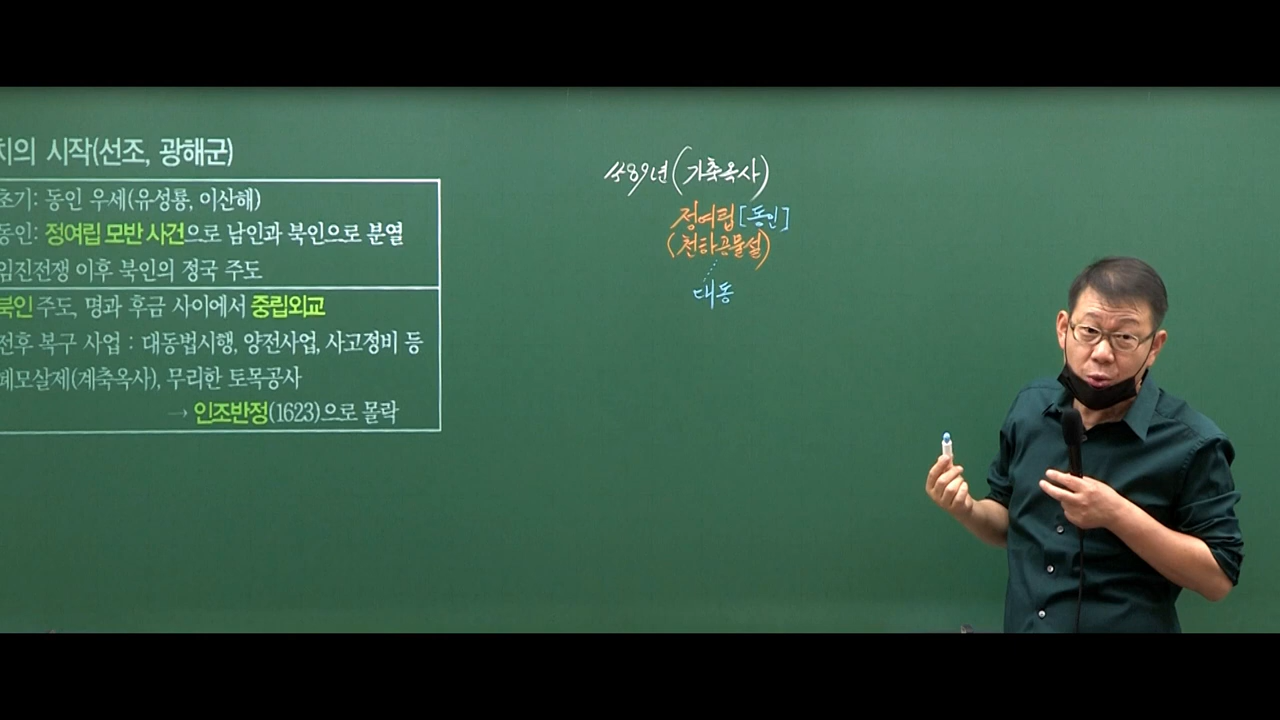 치의 시작(선조, 광해군)
초기: 동인 우세(유성룡, 이산해)
동인: 정여립 모반 사건으로 남인과 북인으로 분열
임진전쟁 이후 북인의 정국 주도
북인 주도, 명과 후금 사이에서 중립외교
전후 복구 사업 : 대동법시행, 양전사업, 사고정비 등
폐모살제(계축옥사), 무리한 토목공사
→ 인조반정(1623)으로 몰락
89년(기축옥사)
정여립[동인]
(천하공물설)
대동